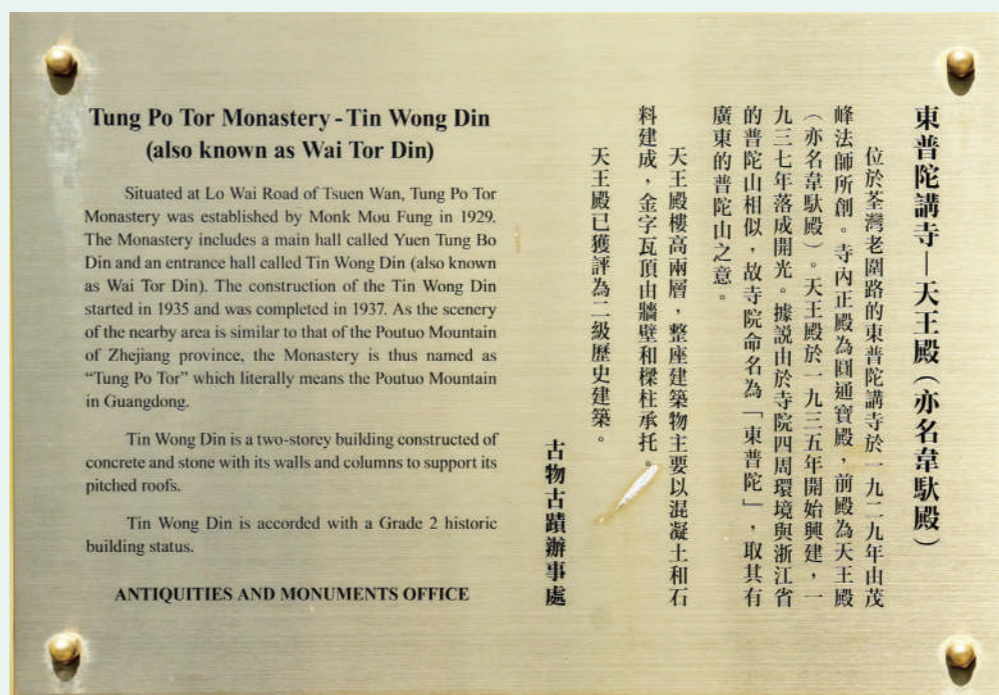 Tung Po Tor Monastery - Tin Wong Din
(also known as Wai Tor Din)
Situated at Lo Wai Road of Tsuen Wan, Tung Po Tor
Monastery was established by Monk Mou Fung in 1929.
The Monastery includes a main hall called Yuen Tung Bo
Din and an entrance hall called Tin Wong Din (also known
as Wai Tor Din). The construction of the Tin Wong Din
started in 1935 and was completed in 1937. As the scenery
of the nearby area is similar to that of the Poutuo Mountain
of Zhejiang province, the Monastery is thus named as
“Tung Po Tor” which literally means the Poutuo Mountain
in Guangdong.
Tin Wong Din is a two-storey building constructed of
concrete and stone with its walls and columns to support its
pitched roofs.
Tin Wong Din is accorded with a Grade 2 historic
building status.
ANTIQUITIES AND MONUMENTS OFFICE
東普陀講寺—天王殿（亦名韋馱殿）
位於荃灣老圍路的東普陀講寺於一九二九年由茂
峰法師所創。寺內正殿為圓通寶殿，前殿為天王殿
（亦名韋馱殿）。天王殿於一九三五年開始興建，一
九三七年落成開光。據說由於寺院四周環境與浙江省
的普陀山相似，故寺院命名為「東普陀」，取其有
廣東的普陀山之意。
天王殿樓高兩層，整座建築物主要以混凝土和石
料建成，金字瓦頂由牆壁和樑柱承托。
天王殿已獲評為二級歷史建築。
古物古蹟辦事處